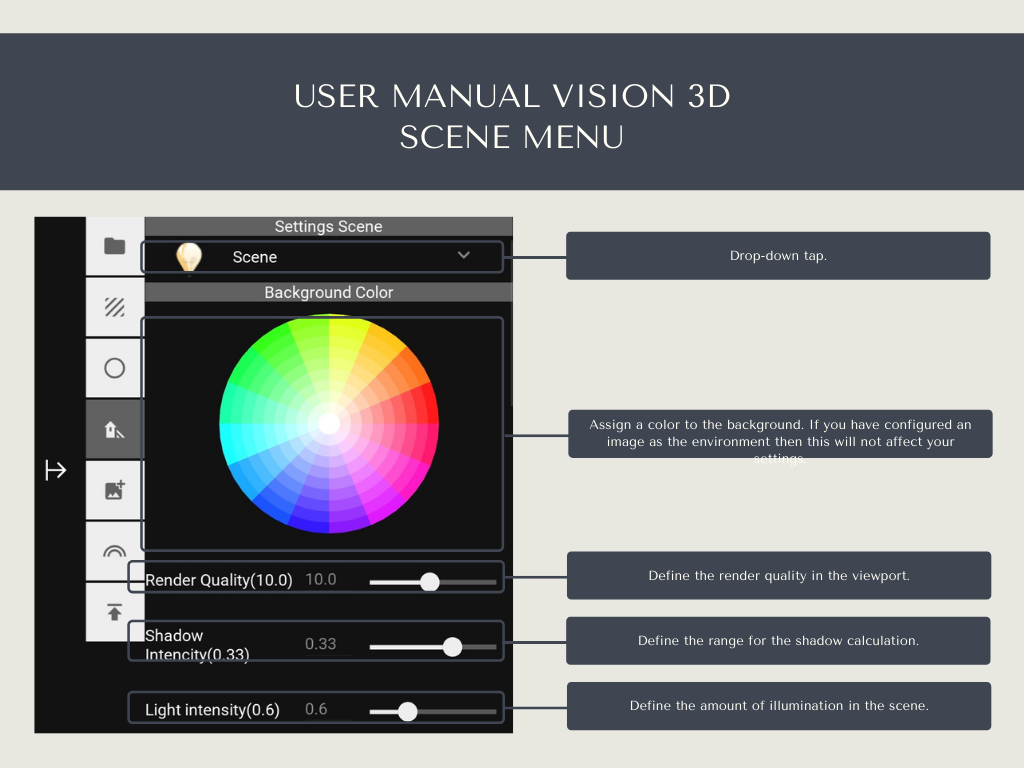 USER MANUAL VISION 3D
SCENE MENU
Settings Scene
Scene
Drop-down tap.
Background Color
Assign a color to the background. If you have configured an
image as the environment then this will not affect your
settings.
Render Quality(10.0) 10.0
Define the render quality in the viewport.
Shadow
Intencity(0.33) 0.33
Define the range for the shadow calculation.
Light intensity(0.6) 0.6
Define the amount of illumination in the scene.